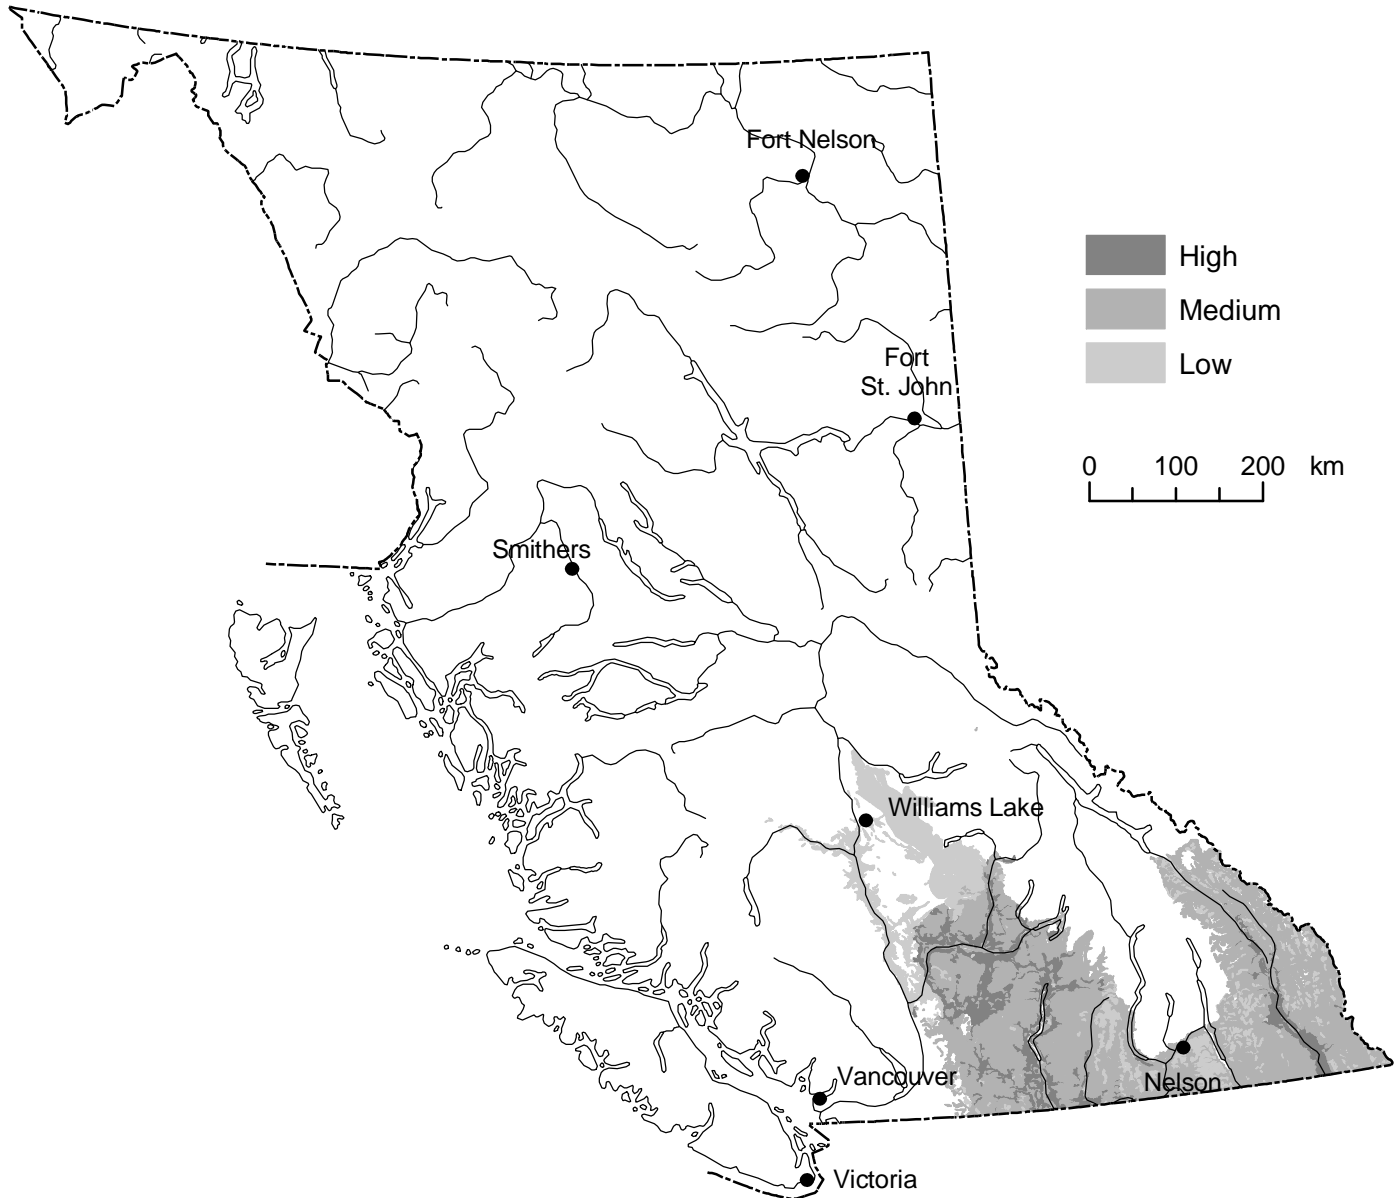 Fort Nelson
High
Medium
Low
Fort
St. John
0 100 200 km
Smithers
Williams Lake
Vancouver
Nelson
Victoria